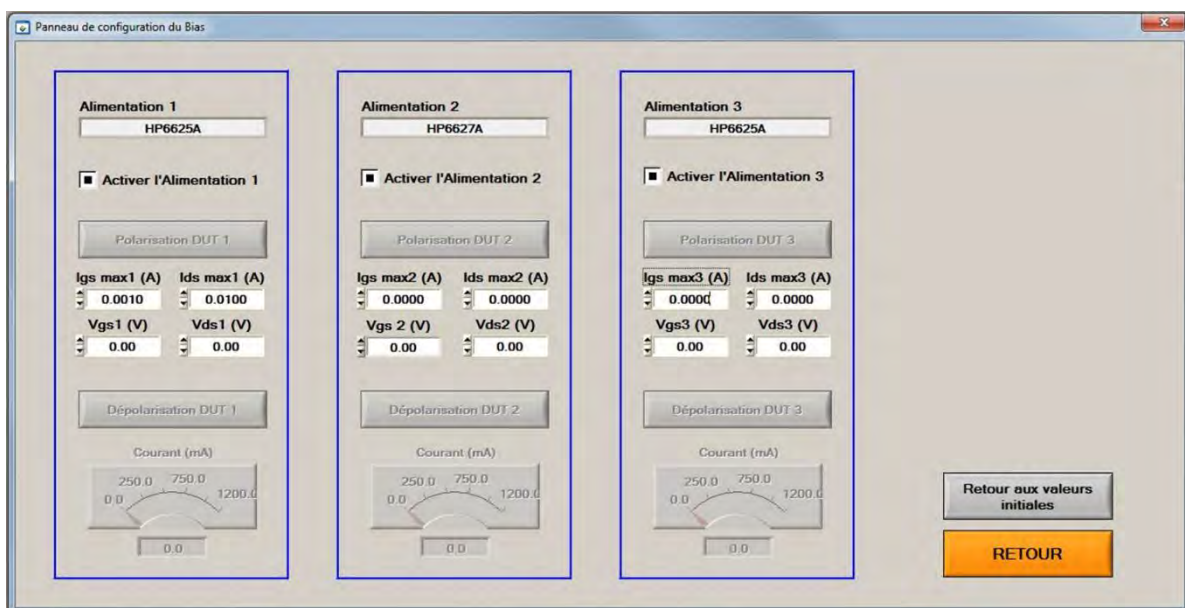 Panneau de configuration du Bias
x
Alimentation 1
HP6625A
Activer l'Alimentation 1
Polarisation DUT 1
Igs max1 (A) Ids max1 (A)
0.0010 0.0100
Vgs1 (V) Vds1 (V)
0.00 0.00
Dépolarisation DUT 1
Courant (mA)
0.0 250.0 750.0 1200.0
0.0
Alimentation 2
HP6627A
Activer l'Alimentation 2
Polarisation DUT 2
Igs max2 (A) Ids max2 (A)
0.0000 0.0000
Vgs 2 (V) Vds2 (V)
0.00 0.00
Dépolarisation DUT 2
Courant (mA)
0.0 250.0 750.0 1200.0
0.0
Alimentation 3
HP6625A
Activer l'Alimentation 3
Polarisation DUT 3
Igs max3 (A) Ids max3 (A)
0.0000 0.0000
Vgs3 (V) Vds3 (V)
0.00 0.00
Dépolarisation DUT 3
Courant (mA)
0.0 250.0 750.0 1200.0
0.0
Retour aux valeurs
initiales
RETOUR